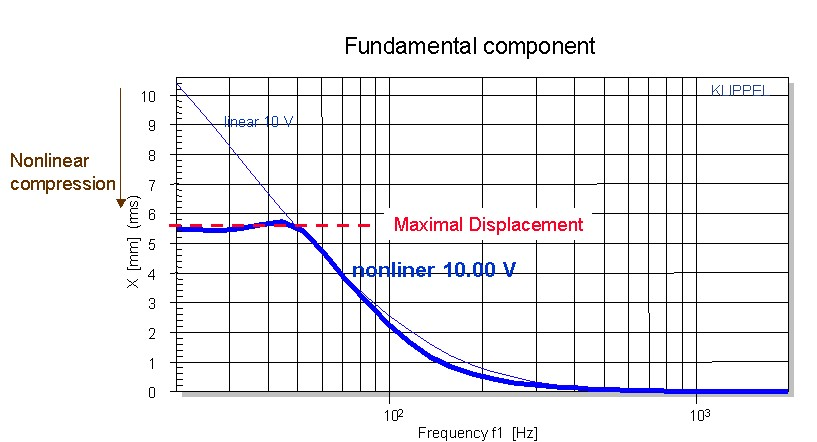 Fundamental component
KLIPPEL
10
linear 10 V
9
Nonlinear
compression
8
7
6
Maximal Displacement
5
nonliner 10.00 V
4
3
2
1
0
X [mm] (rms)
10²
10³
Frequency f1 [Hz]